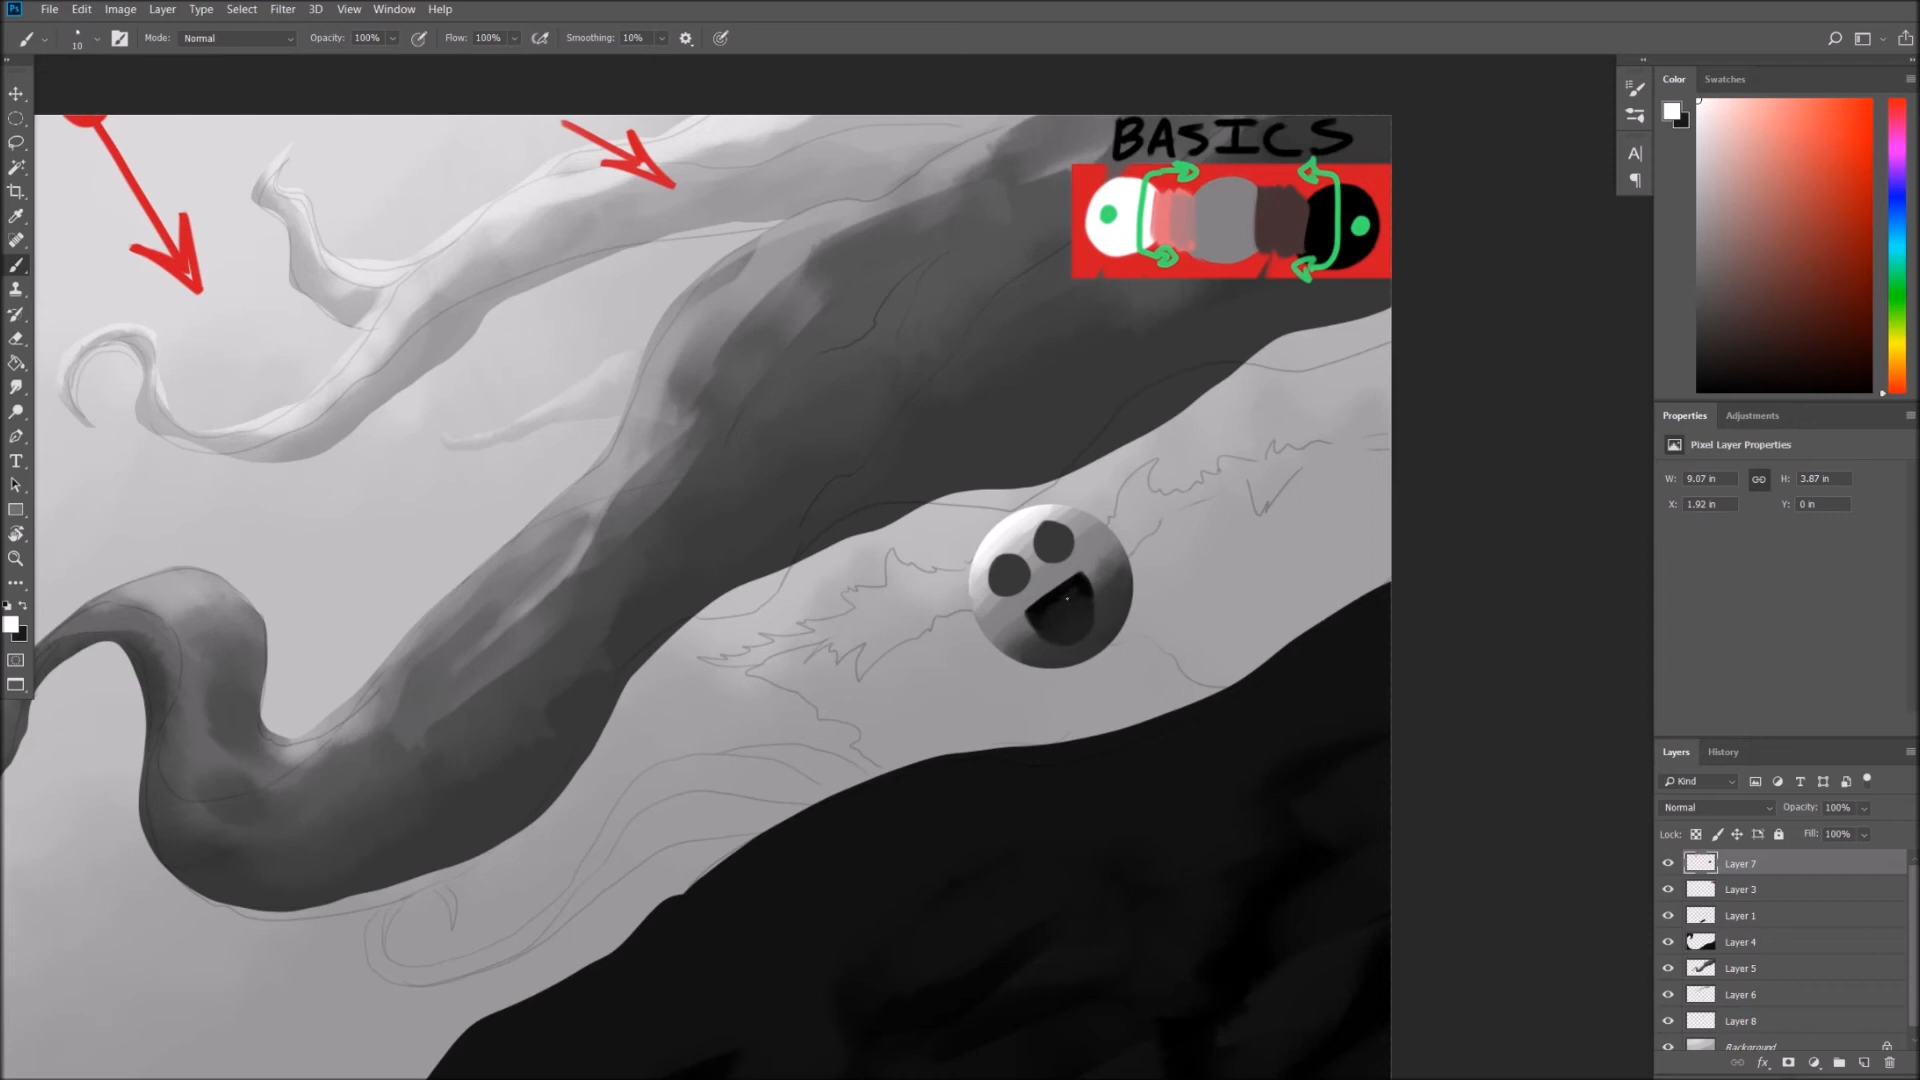 Ps File Edit Image Layer Type Select Filter 3D View Window Help
10 Mode: Normal Opacity: 100% Flow: 100% Smoothing: 10%
Color Swatches
BASICS
Properties Adjustments
Pixel Layer Properties
W: 9.07 in H: 3.87 in
X: 1.92 in Y: 0 in
Layers History
Kind
Normal Opacity: 100%
Lock: Fill: 100%
Layer 7
Layer 3
Layer 1
Layer 4
Layer 5
Layer 6
Layer 8
Background